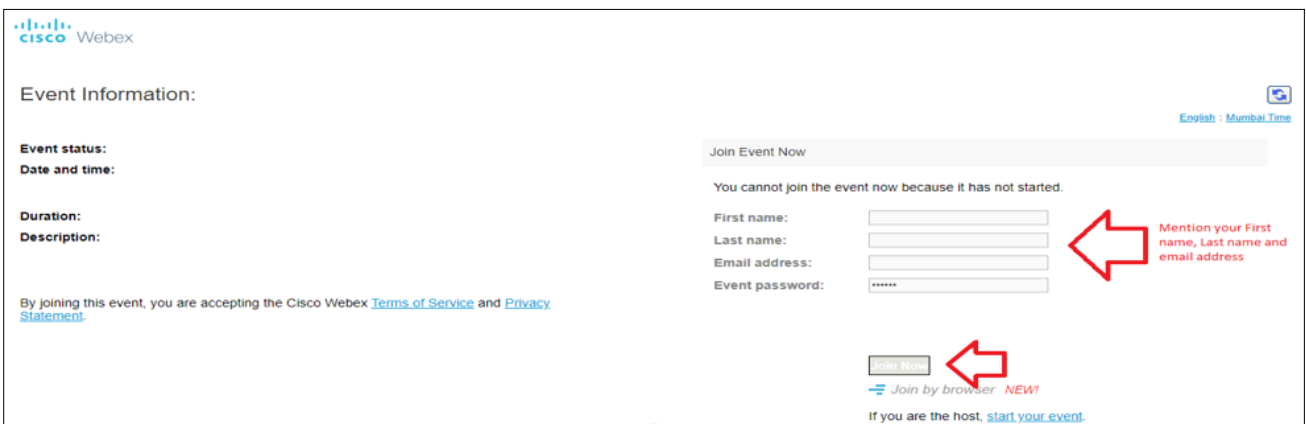 cisco Webex
Event Information:
English : Mumbai Time
Event status:
Date and time:
Duration:
Description:
By joining this event, you are accepting the Cisco Webex Terms of Service and Privacy
Statement.
Join Event Now
You cannot join the event now because it has not started.
First name:
Last name:
Email address:
Event password:
••••••
Mention your First
name, Last name and
email address
Join Now
Join by browser NEW!
If you are the host, start your event.